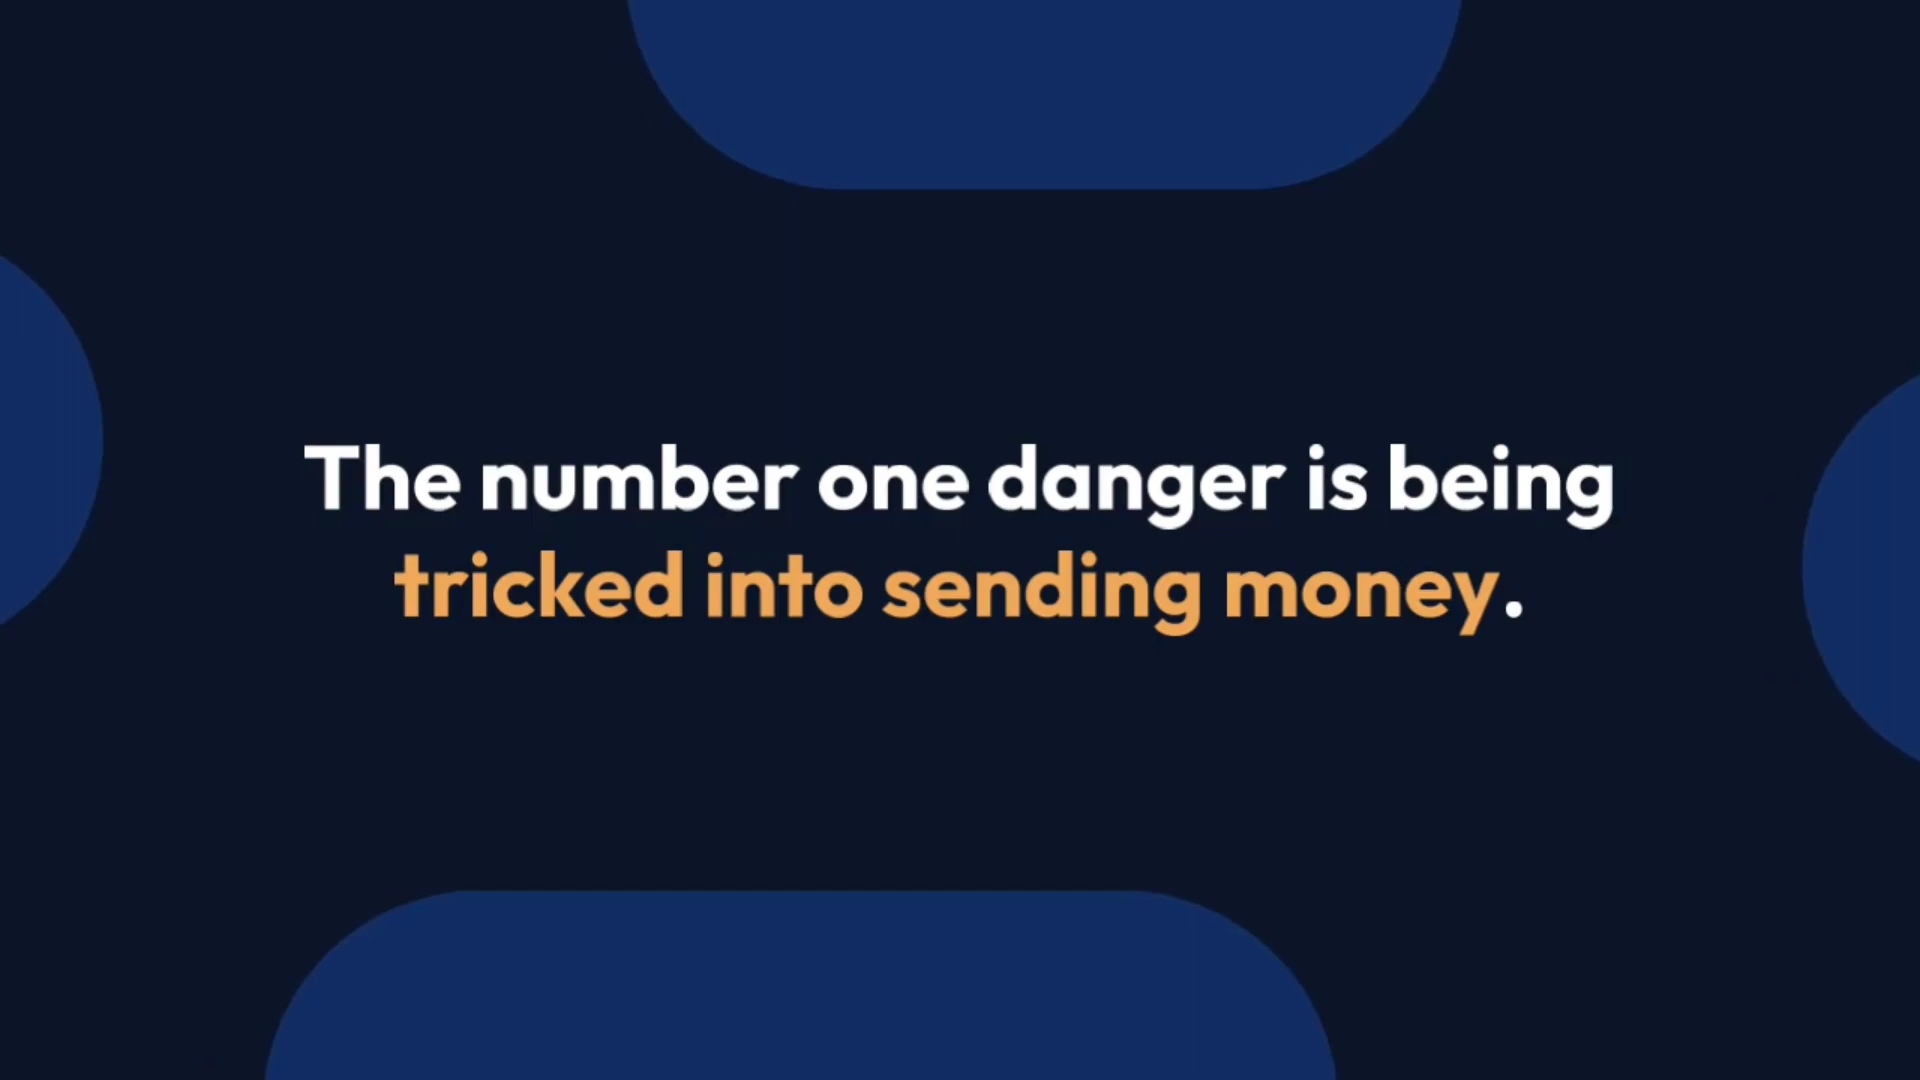 The number one danger is being
tricked into sending money.